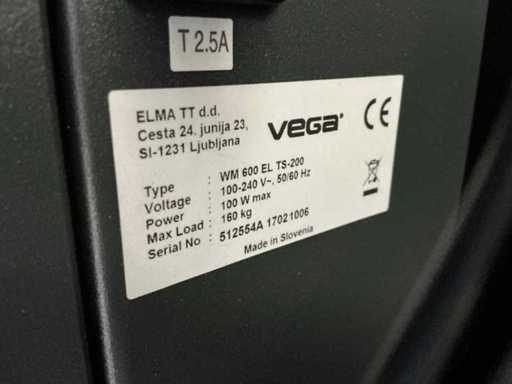 T 2.5A
ELMA TT d.d.
Cesta 24. junija 23,
SI-1231 Ljubljana
vega
CE
Type : WM 600 EL TS-200
Voltage : 100-240 V~, 50/60 Hz
Power : 100 W max
Max Load : 160 kg
Serial No : 512554A 17021006
Made in Slovenia